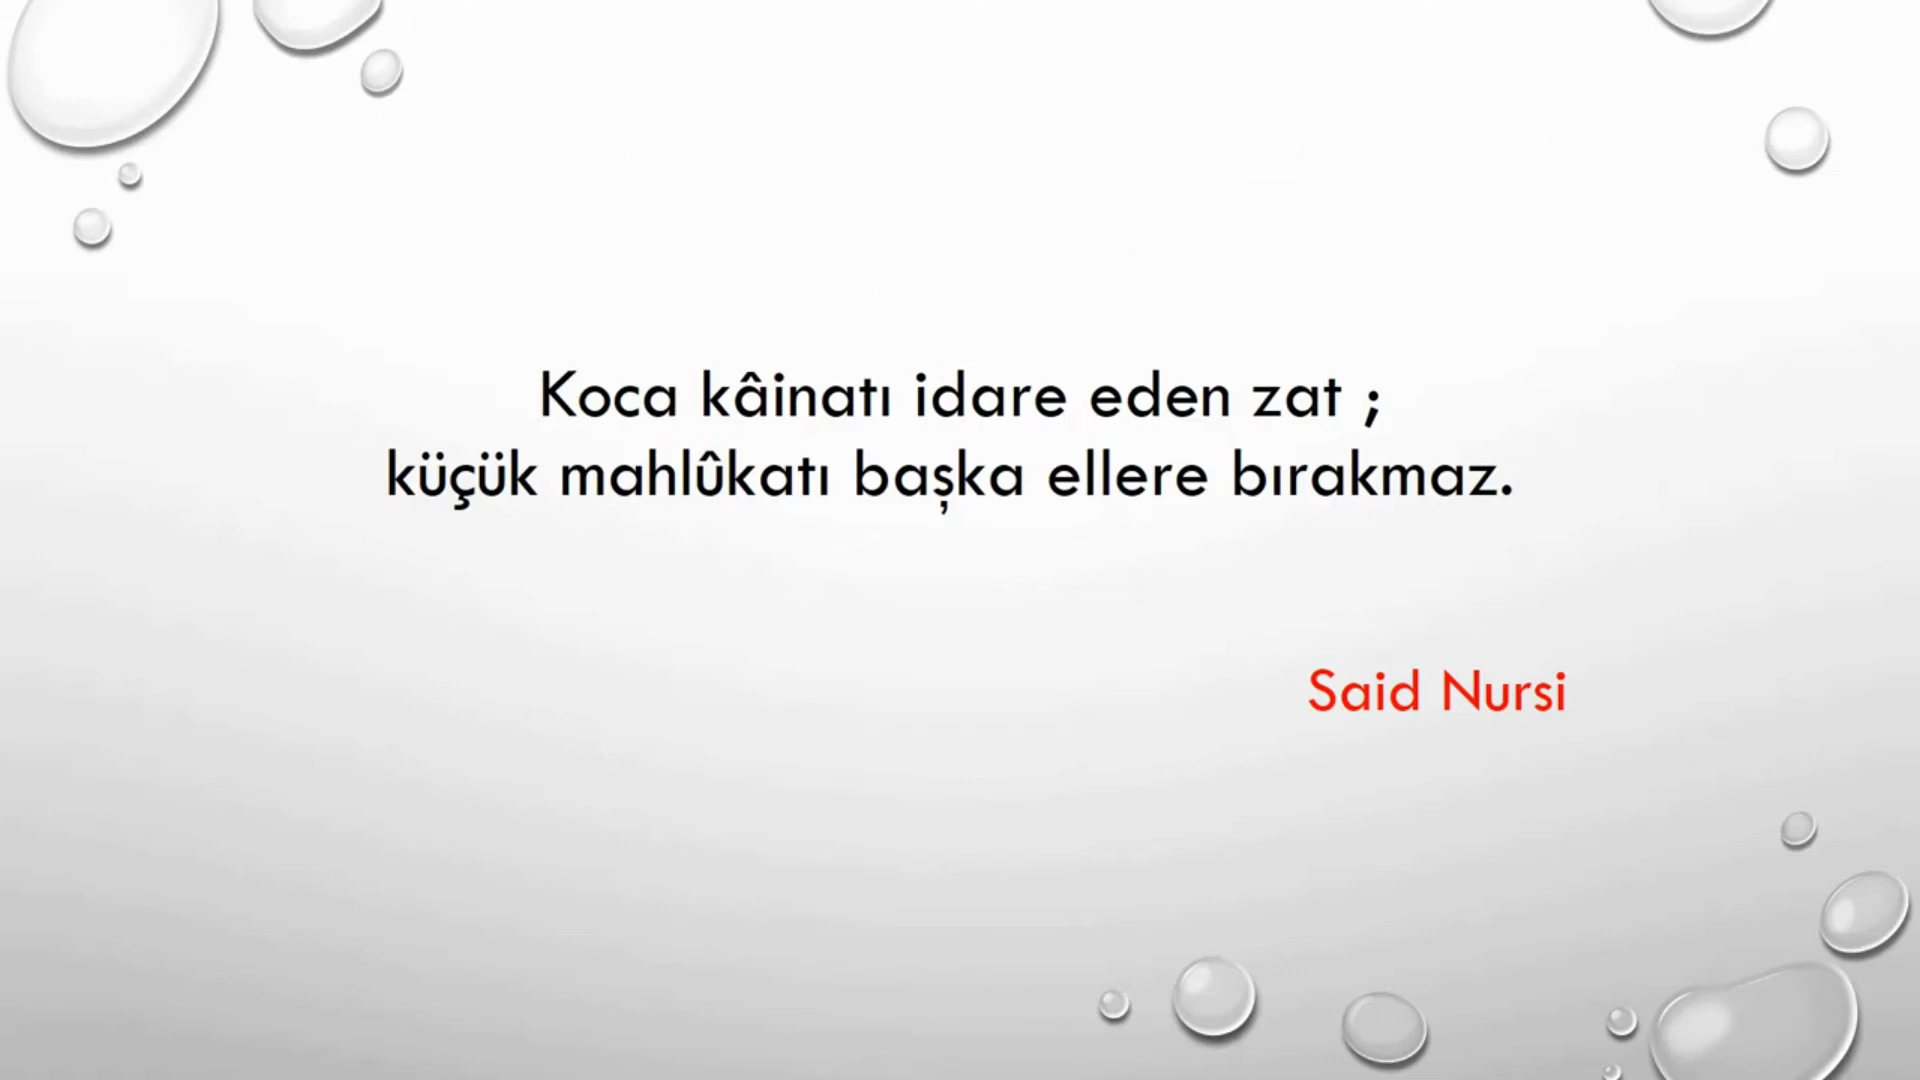 Koca kâinatı idare eden zat ;
küçük mahlûkatı başka ellere bırakmaz.
Said Nursi